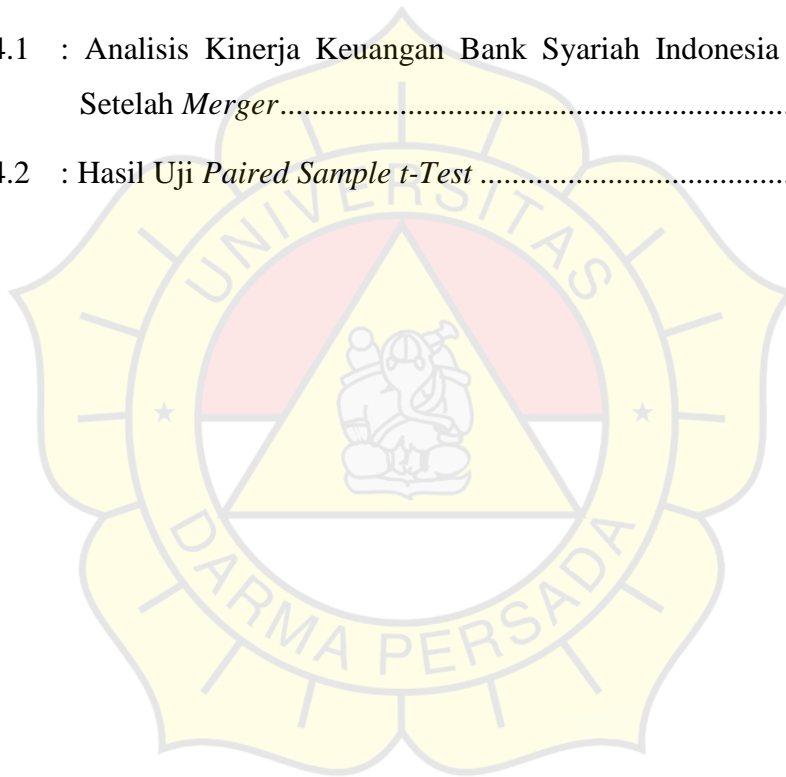 4.1 : Analisis Kinerja Keuangan Bank Syariah Indonesia
Setelah Merger........................................................................
4.2 : Hasil Uji Paired Sample t-Test ............................................
UNIVERSITAS
DARMA PERSADA